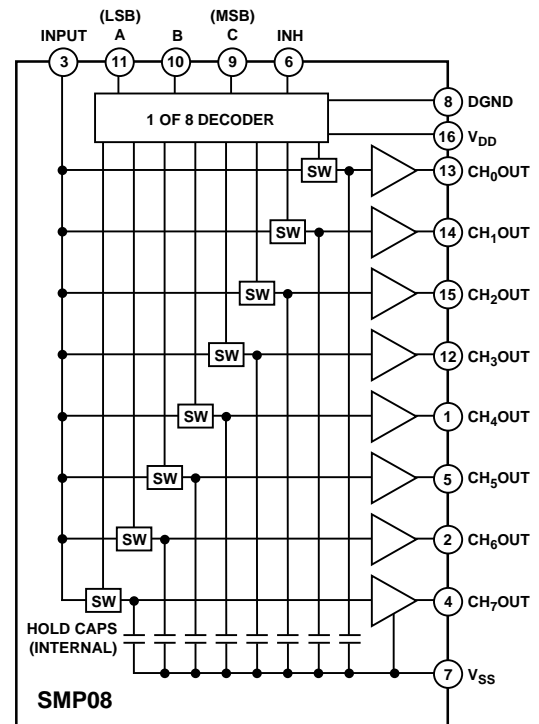 (LSB) (MSB)
INPUT A B C INH
3 11 10 9 6
8 DGND
1 OF 8 DECODER
16 VDD
SW 13 CH0OUT
SW 14 CH1OUT
SW 15 CH2OUT
SW 12 CH3OUT
SW 1 CH4OUT
SW 5 CH5OUT
SW 2 CH6OUT
SW 4 CH7OUT
HOLD CAPS
(INTERNAL)
7 VSS
SMP08